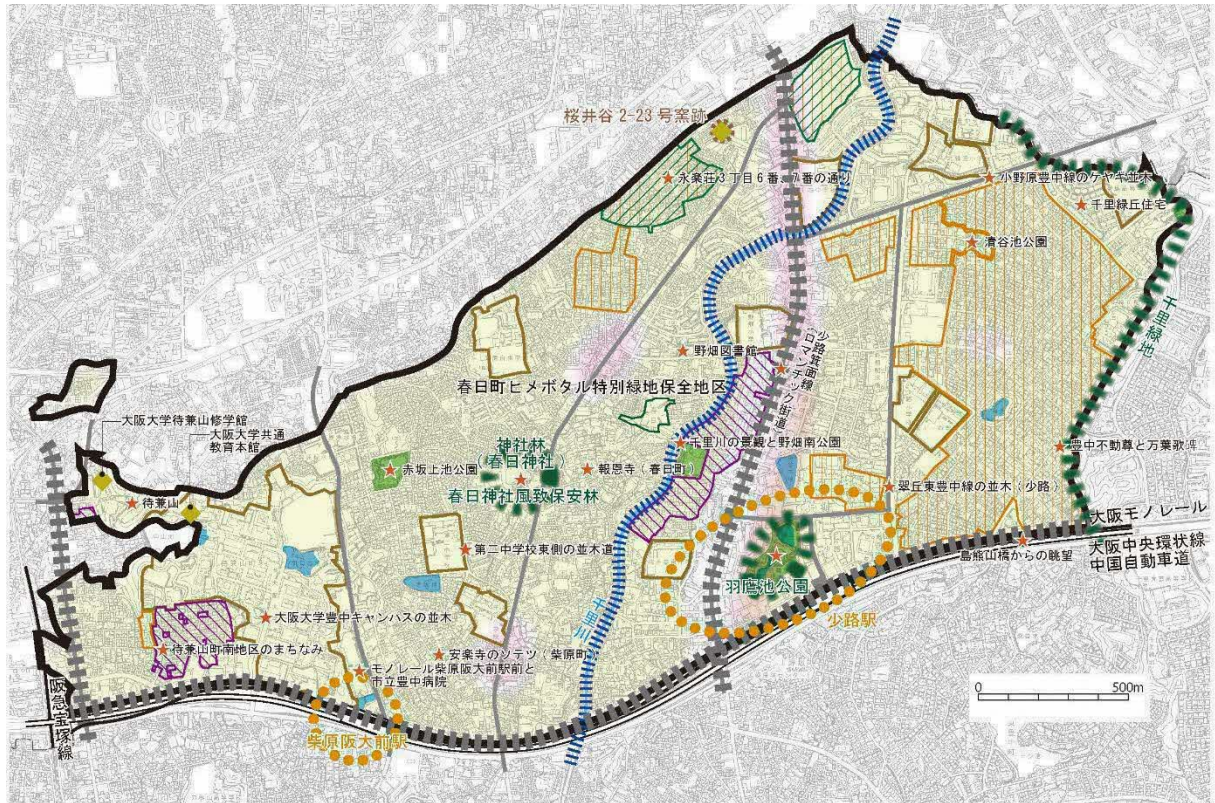 桜井谷2-23号窯跡
永楽荘3丁目6番、7番の通り
小野原豊中線のケヤキ並木
千里緑丘住宅
清谷池公園
千里緑地
少路箕面線
(ロマンチック街道)
野畑図書館
春日町ヒメボタル特別緑地保全地区
大阪大学待兼山修学館
大阪大学共通
教育本館
千里川の景観と野畑南公園
豊中不動尊と万葉歌碑
神社林
(春日神社)
赤坂上池公園
報恩寺(春日町)
春日神社風致保安林
翠丘東豊中線の並木(少路)
待兼山
大阪モノレール
大阪中央環状線
中国自動車道
島熊山橋からの眺望
第二中学校東側の並木道
羽鷹池公園
少路駅
千里川
大阪大学豊中キャンパスの並木
待兼山町南地区のまちなみ
安楽寺のソテツ(柴原町)
モノレール柴原阪大前駅前と
市立豊中病院
阪急宝塚線
柴原阪大前駅
0 500m